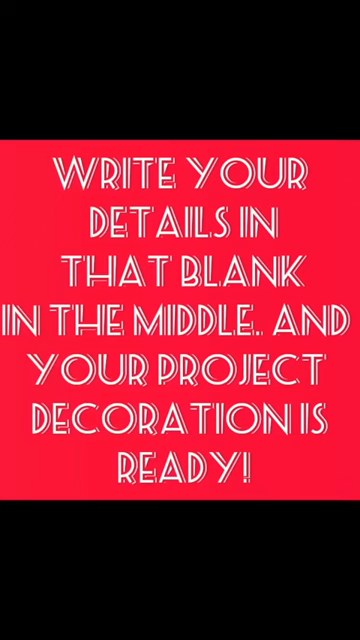 WRITE YOUR
DETAILS IN
THAT BLANK
IN THE MIDDLE. AND
YOUR PROJECT
DECORATION IS
READY!